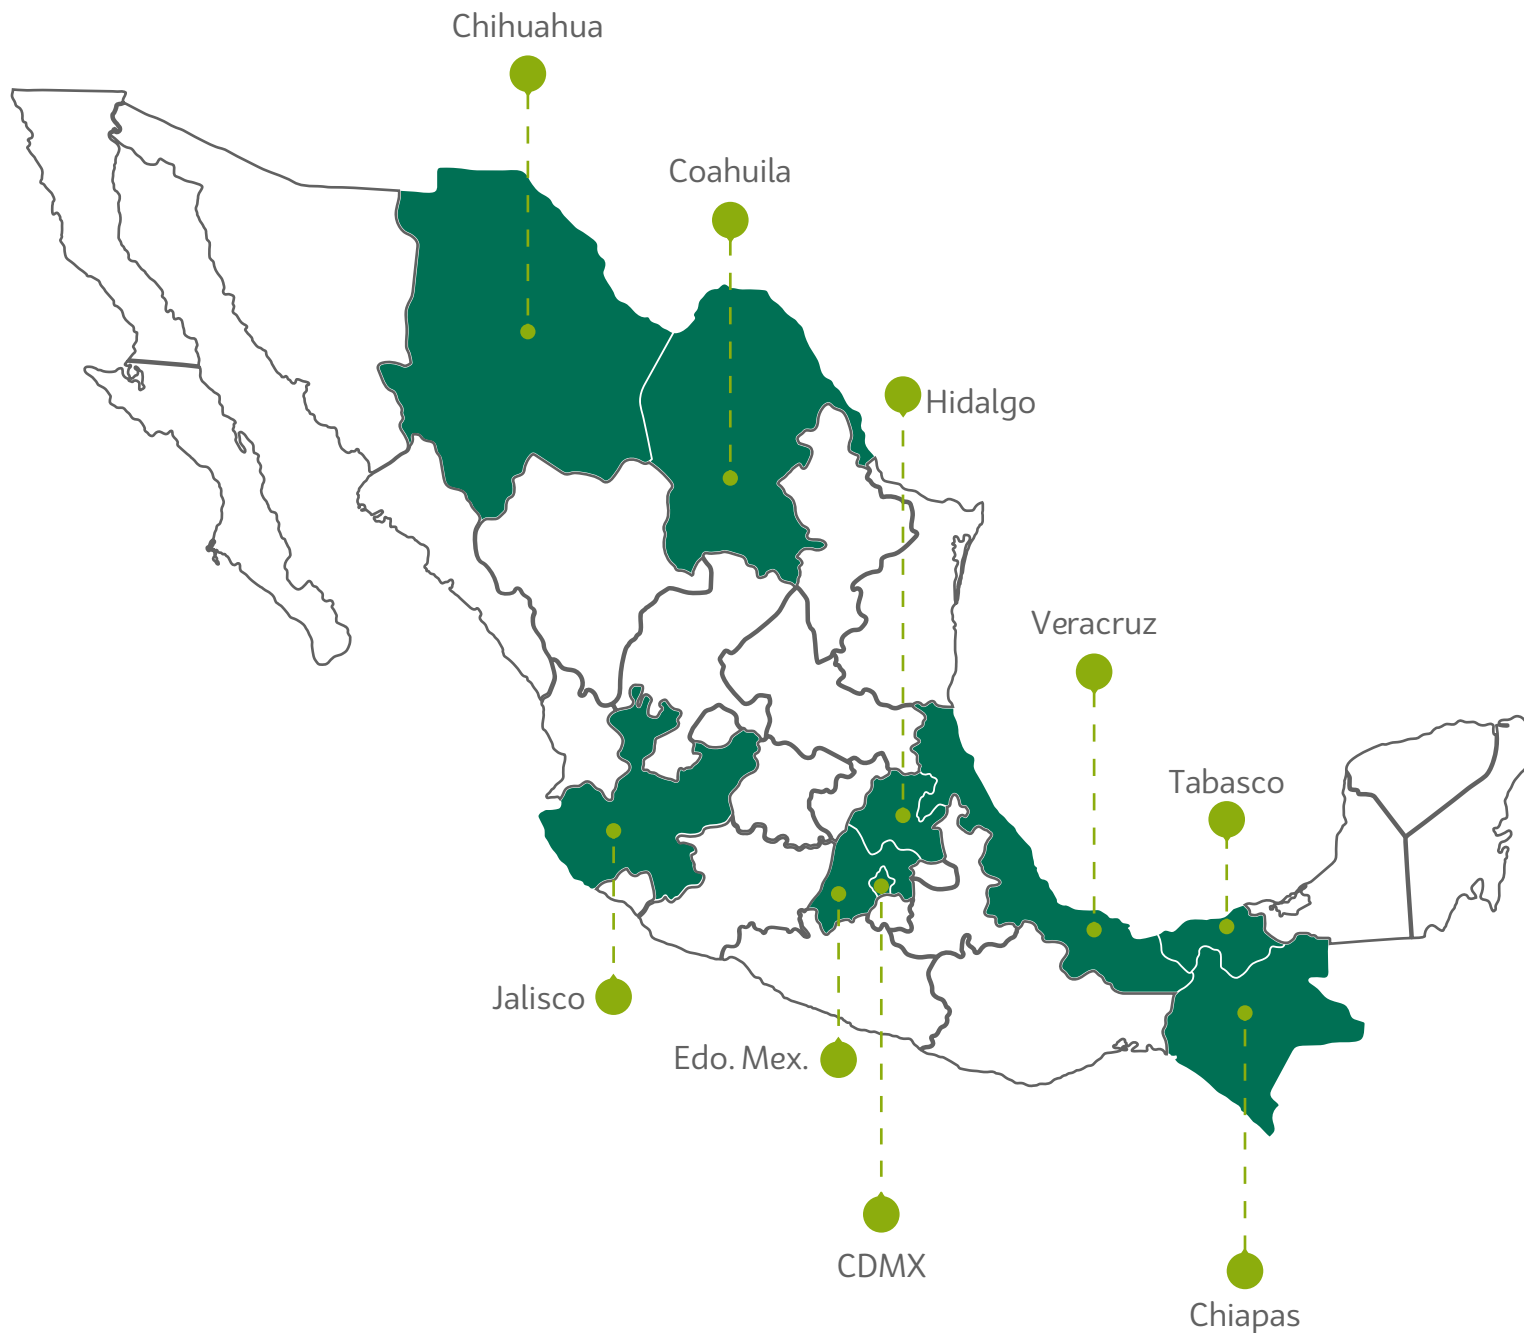 Chihuahua
Coahuila
Hidalgo
Veracruz
Tabasco
Jalisco
Edo. Mex.
CDMX
Chiapas